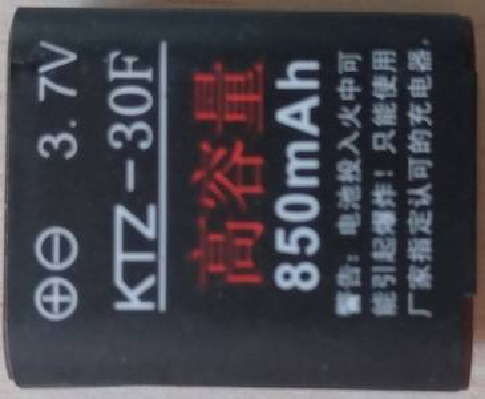 ⊕⊖ 3.7V
KTZ-30F
高容量
850mAh
警告：电池投入火中可
能引起爆炸！只能使用
厂家指定认可的充电器.